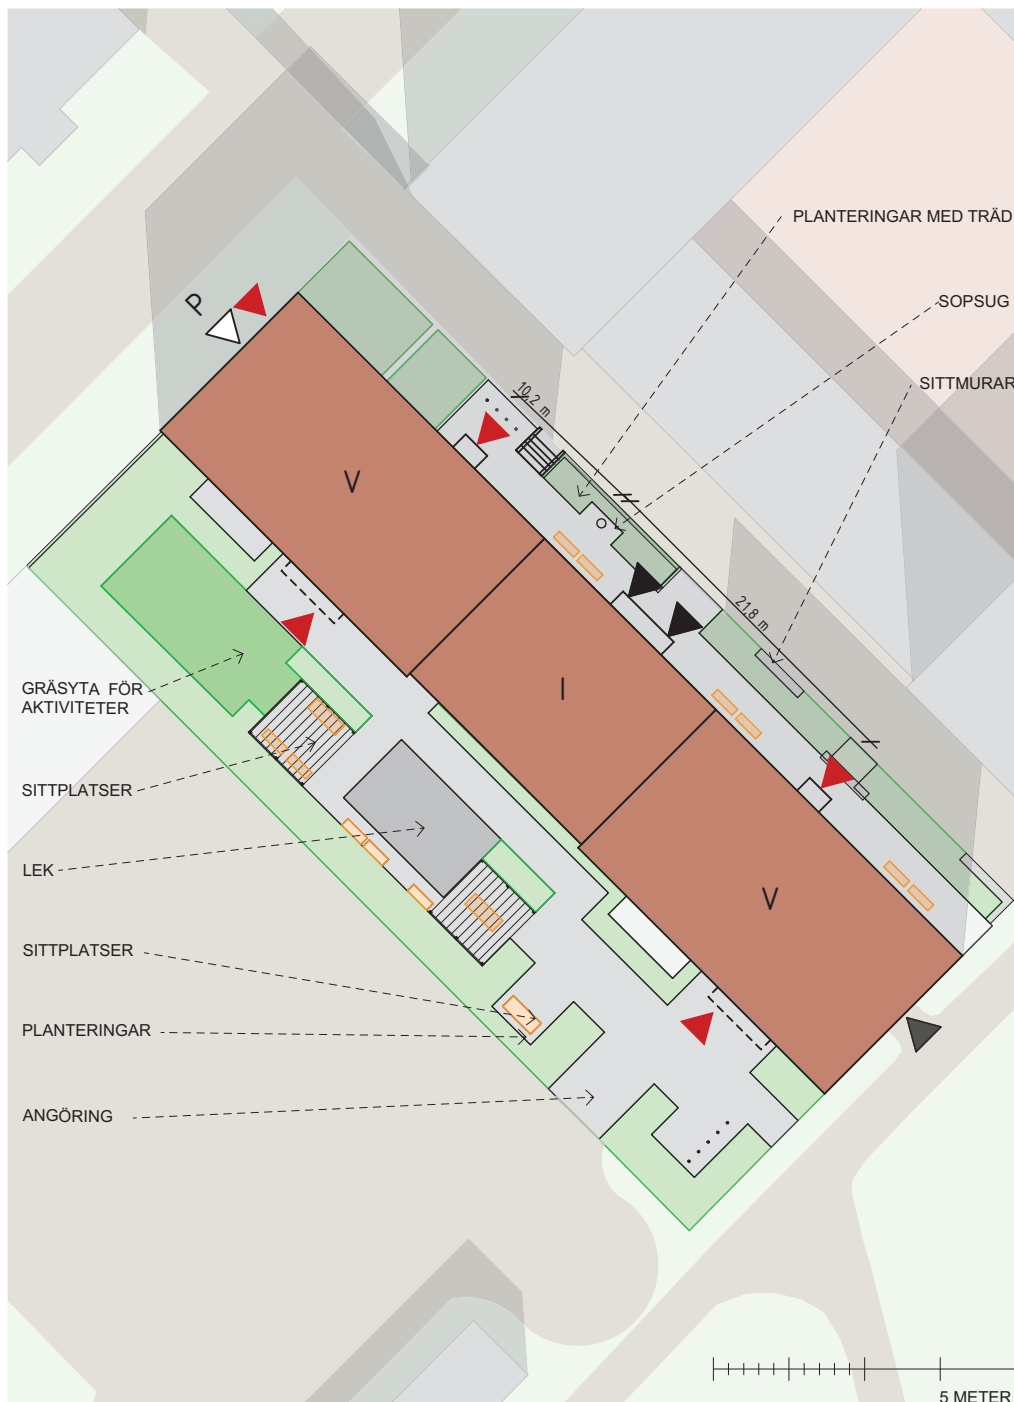 PLANTERINGAR MED TRÄD
P
SOPSUG
SITTMURAR
10,2 m
V
21,8 m
I
GRÄSYTA FÖR
AKTIVITETER
SITTPLATSER
LEK
V
SITTPLATSER
PLANTERINGAR
ANGÖRING
5 METER